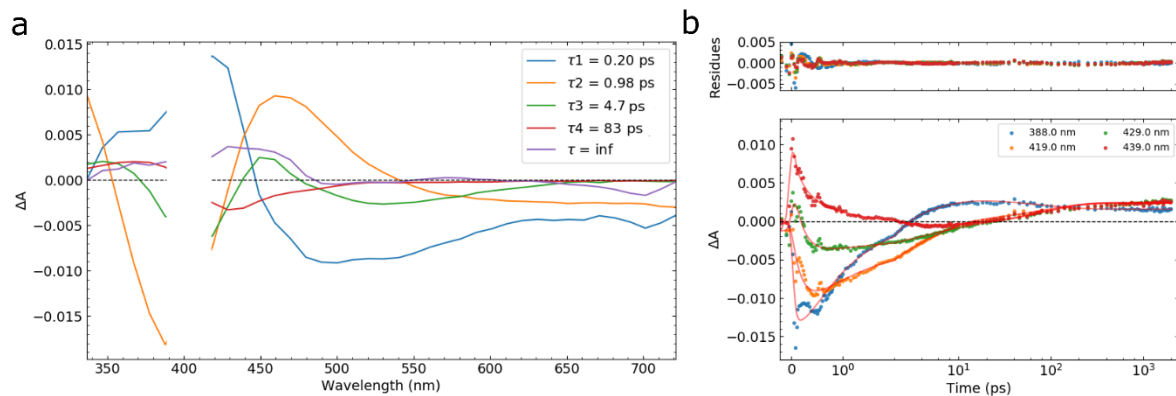 a
0.015
0.010
0.005
0.000
−0.005
−0.010
−0.015
ΔA
350
400
450
500
550
600
650
700
Wavelength (nm)
τ1 = 0.20 ps
τ2 = 0.98 ps
τ3 = 4.7 ps
τ4 = 83 ps
τ = inf
b
0.005
0.000
−0.005
Residues
388.0 nm
419.0 nm
429.0 nm
439.0 nm
0.010
0.005
0.000
−0.005
−0.010
−0.015
ΔA
0
10⁰
10¹
10²
10³
Time (ps)